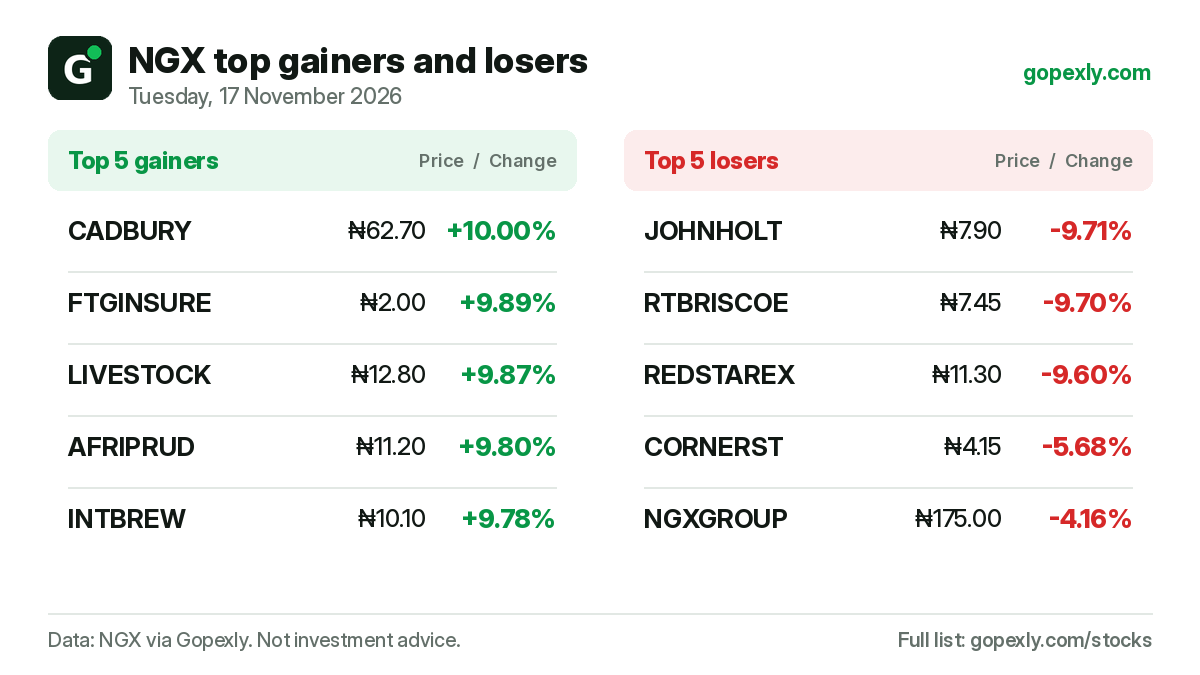 G
NGX top gainers and losers
Tuesday, 17 November 2026
gopexly.com
Top 5 gainers Price / Change
CADBURY ₦62.70 +10.00%
FTGINSURE ₦2.00 +9.89%
LIVESTOCK ₦12.80 +9.87%
AFRIPRUD ₦11.20 +9.80%
INTBREW ₦10.10 +9.78%
Top 5 losers Price / Change
JOHNHOLT ₦7.90 -9.71%
RTBRISCOE ₦7.45 -9.70%
REDSTAREX ₦11.30 -9.60%
CORNERST ₦4.15 -5.68%
NGXGROUP ₦175.00 -4.16%
Data: NGX via Gopexly. Not investment advice.
Full list: gopexly.com/stocks